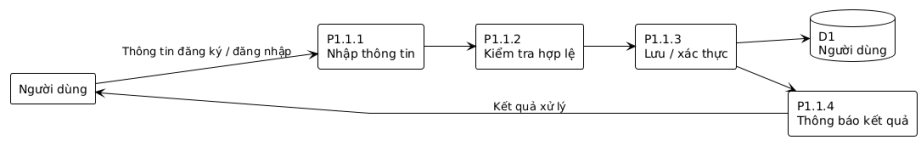 Thông tin đăng ký / đăng nhập
P1.1.1
Nhập thông tin
P1.1.2
Kiểm tra hợp lệ
P1.1.3
Lưu / xác thực
D1
Người dùng
Người dùng
Kết quả xử lý
P1.1.4
Thông báo kết quả